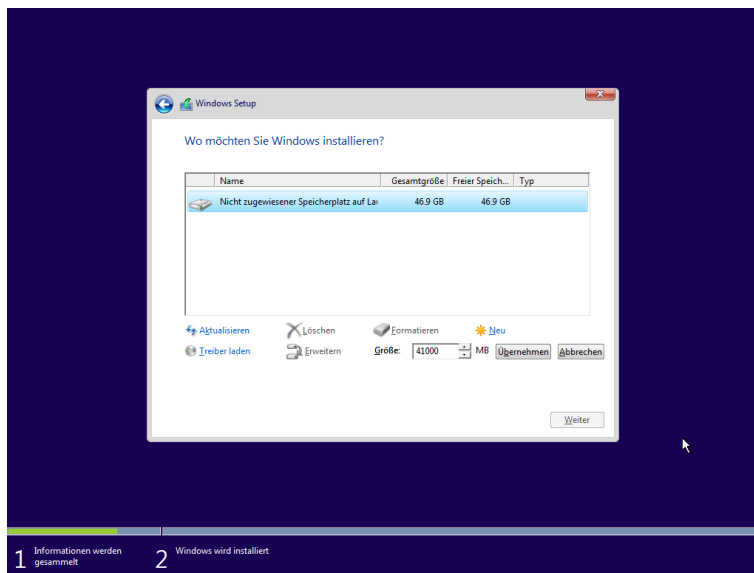 Windows Setup
Wo möchten Sie Windows installieren?
Name Gesamtgröße Freier Speich... Typ
Nicht zugewiesener Speicherplatz auf 46.9 GB 46.9 GB
Aktualisieren Löschen Formatieren Neu
Treiber laden Erweitern Größe: 41000 MB Übernehmen Abbrechen
Weiter
1 Informationen werden gesammelt
2 Windows wird installiert